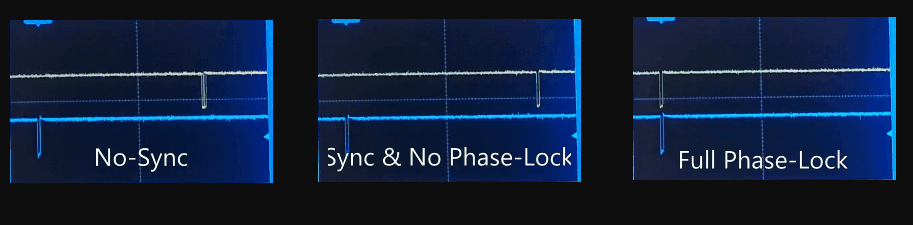 No-Sync
Sync & No Phase-Lock
Full Phase-Lock